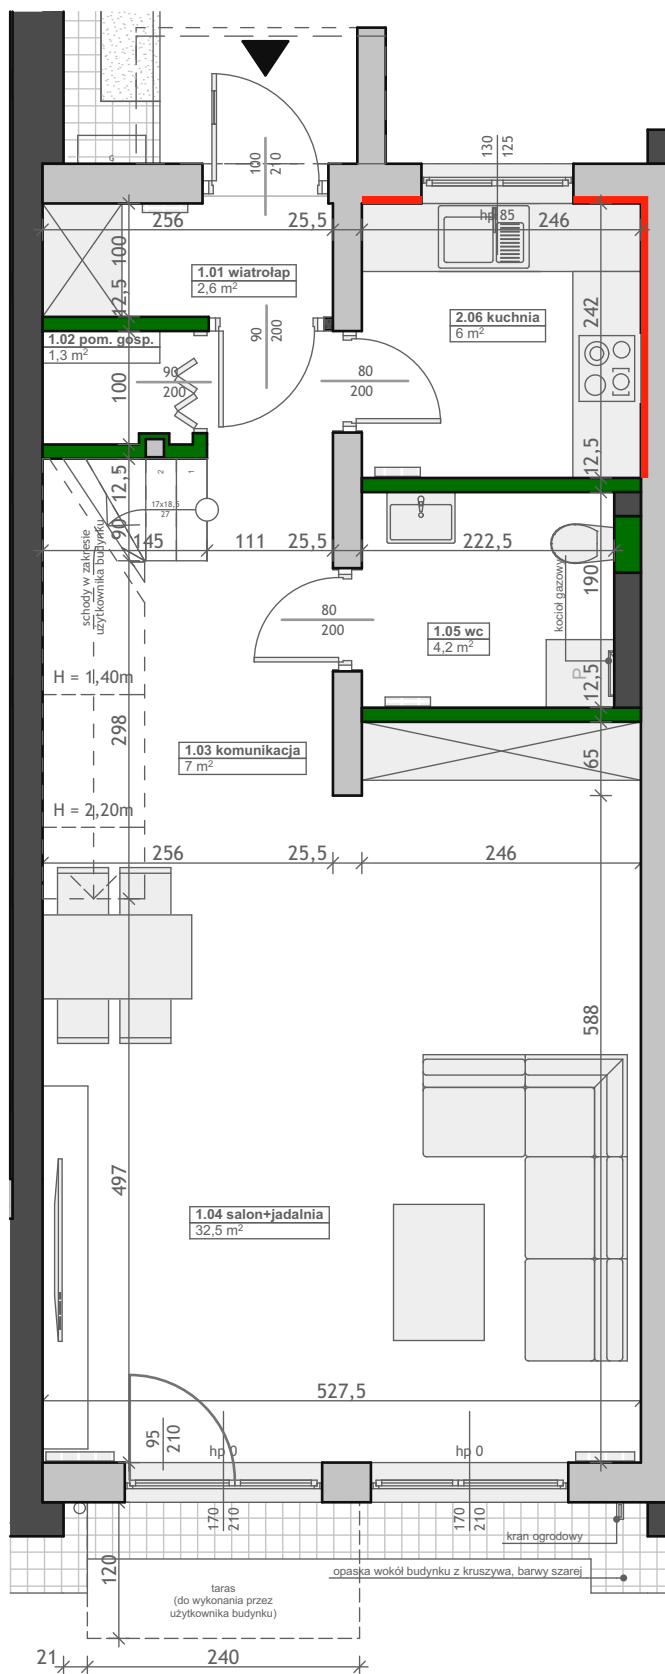 G
100
210
130
125
hp 85
256
25,5
246
100
12,5
1.01 wiatrołap
2,6 m²
2.06 kuchnia
6 m²
242
1.02 pom. gosp.
1,3 m²
90
200
90
200
80
200
100
12,5
12,5
3
2
1
17x18,5
27
90
145
111
25,5
222,5
190
schody w zakresie
użytkownika budynku
kocioł gazowy
80
200
1.05 wc
4,2 m²
P
12,5
H = 1,40m
298
1.03 komunikacja
7 m²
65
H = 2,20m
256
25,5
246
588
497
1.04 salon+jadalnia
32,5 m²
527,5
95
210
hp 0
hp 0
170
210
170
210
kran ogrodowy
120
opaska wokół budynku z kruszywa, barwy szarej
taras
(do wykonania przez
użytkownika budynku)
21
240